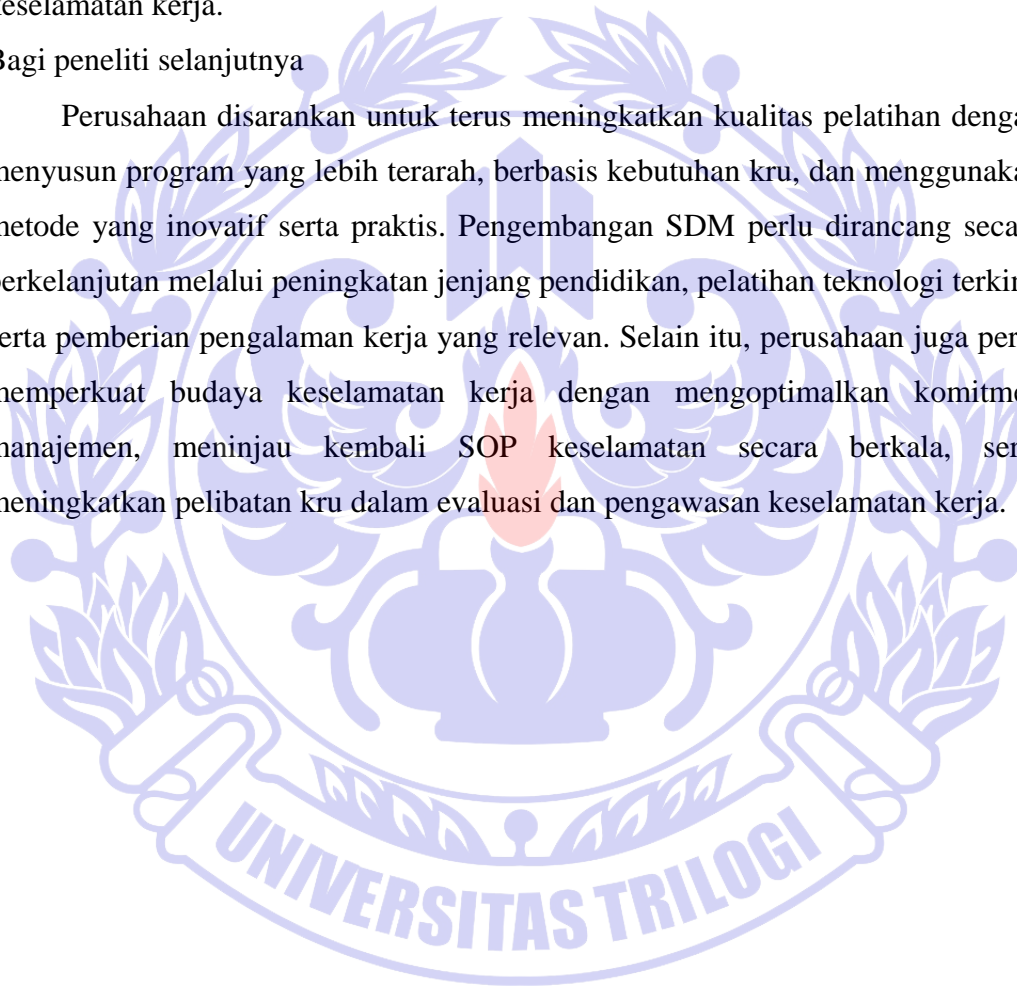 keselamatan kerja.
Bagi peneliti selanjutnya
Perusahaan disarankan untuk terus meningkatkan kualitas pelatihan denga
menyusun program yang lebih terarah, berbasis kebutuhan kru, dan menggunaka
metode yang inovatif serta praktis. Pengembangan SDM perlu dirancang seca
berkelanjutan melalui peningkatan jenjang pendidikan, pelatihan teknologi terkin
serta pemberian pengalaman kerja yang relevan. Selain itu, perusahaan juga per
memperkuat budaya keselamatan kerja dengan mengoptimalkan komitme
manajemen, meninjau kembali SOP keselamatan secara berkala, ser
meningkatkan pelibatan kru dalam evaluasi dan pengawasan keselamatan kerja.
UNIVERSITAS TRILOGI